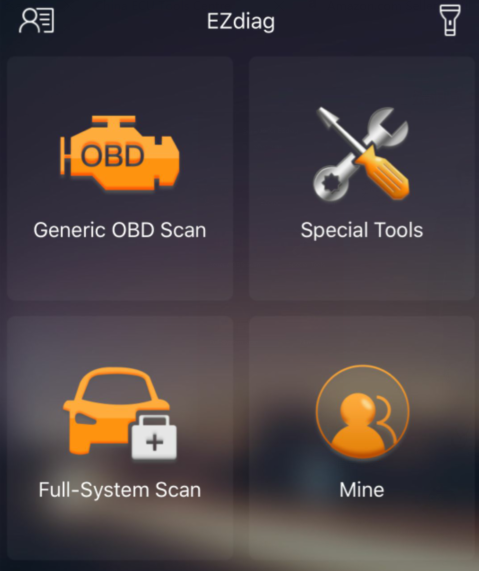 EZdiag
OBD
Generic OBD Scan
Special Tools
Full-System Scan
Mine